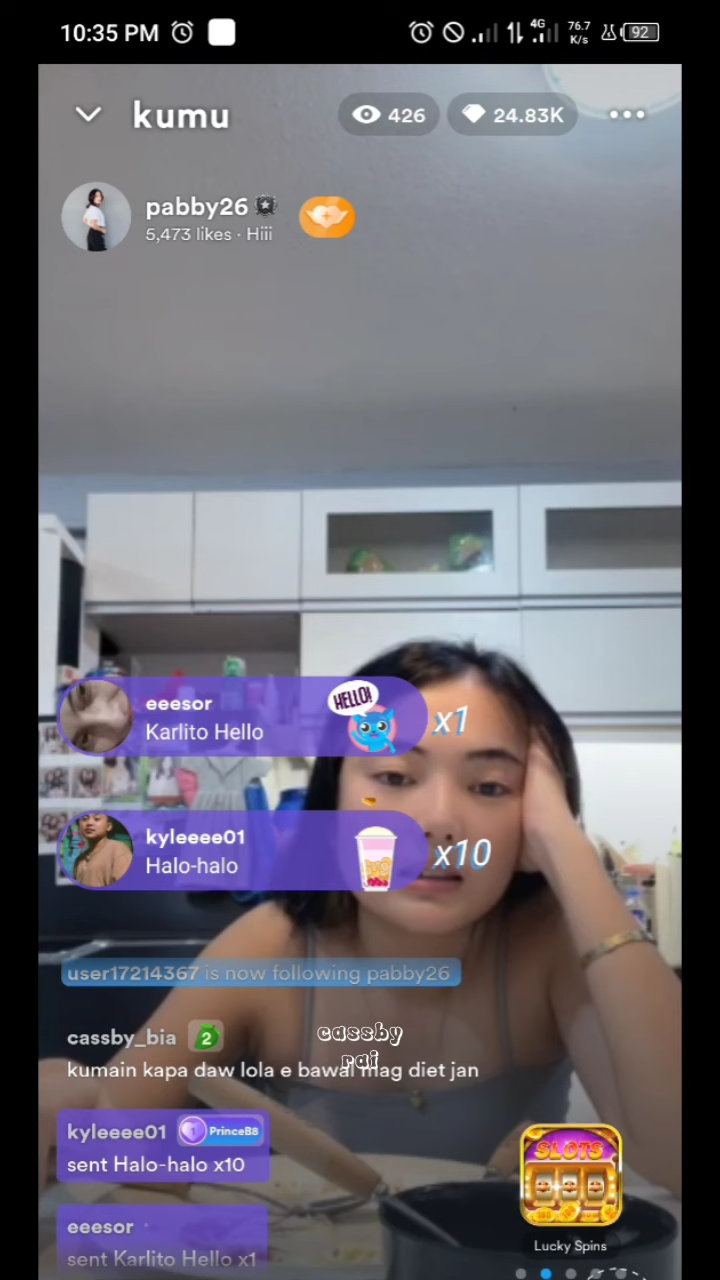 10:35 PM
4G
76.7
K/s
92
kumu
426
24.83K
pabby26
5,473 likes · Hiii
HELLO!
eeesor
Karlito Hello
x1
kyleeee01
Halo-halo
x10
user17214367 is now following pabby26
cassby_bia 2
cassby
rai
kumain kapa daw lola e bawal mag diet jan
kyleeee01 PrinceB8
sent Halo-halo x10
SLOTS
Lucky Spins
eeesor
sent Karlito Hello x1